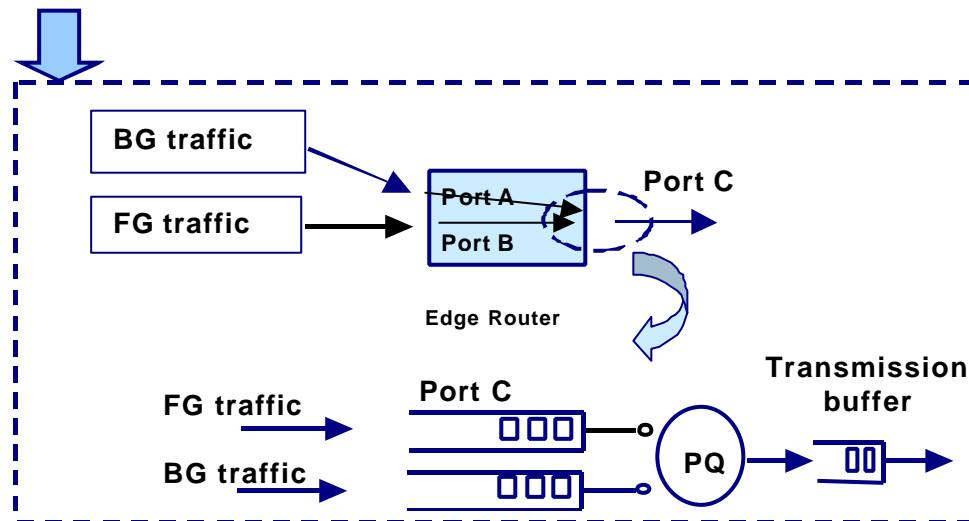 BG traffic
FG traffic
Port A
Port B
Port C
Edge Router
Port C
FG traffic
BG traffic
PQ
Transmission
buffer